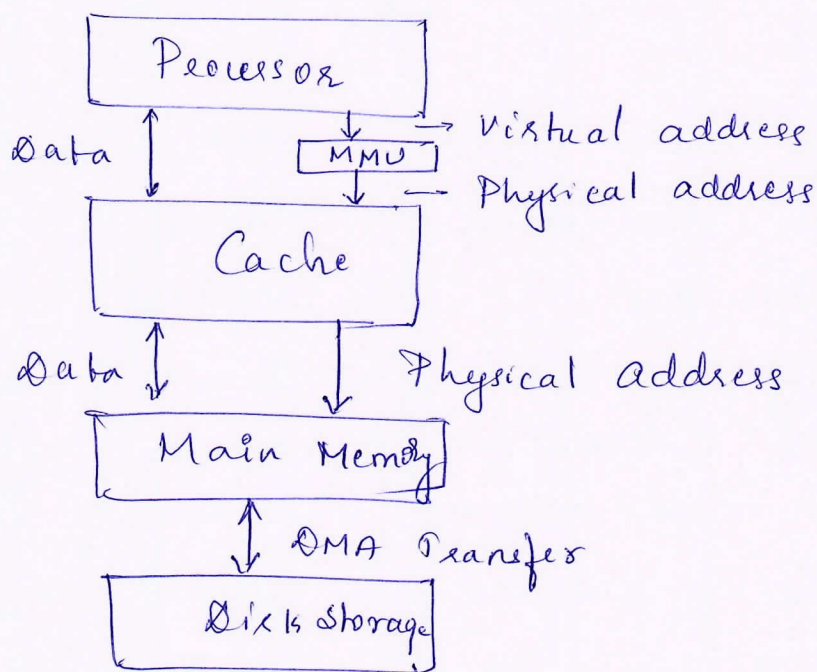 Processor
Data
Virtual address
MMU
Physical address
Cache
Data
Physical address
Main Memory
DMA Transfer
Disk Storage